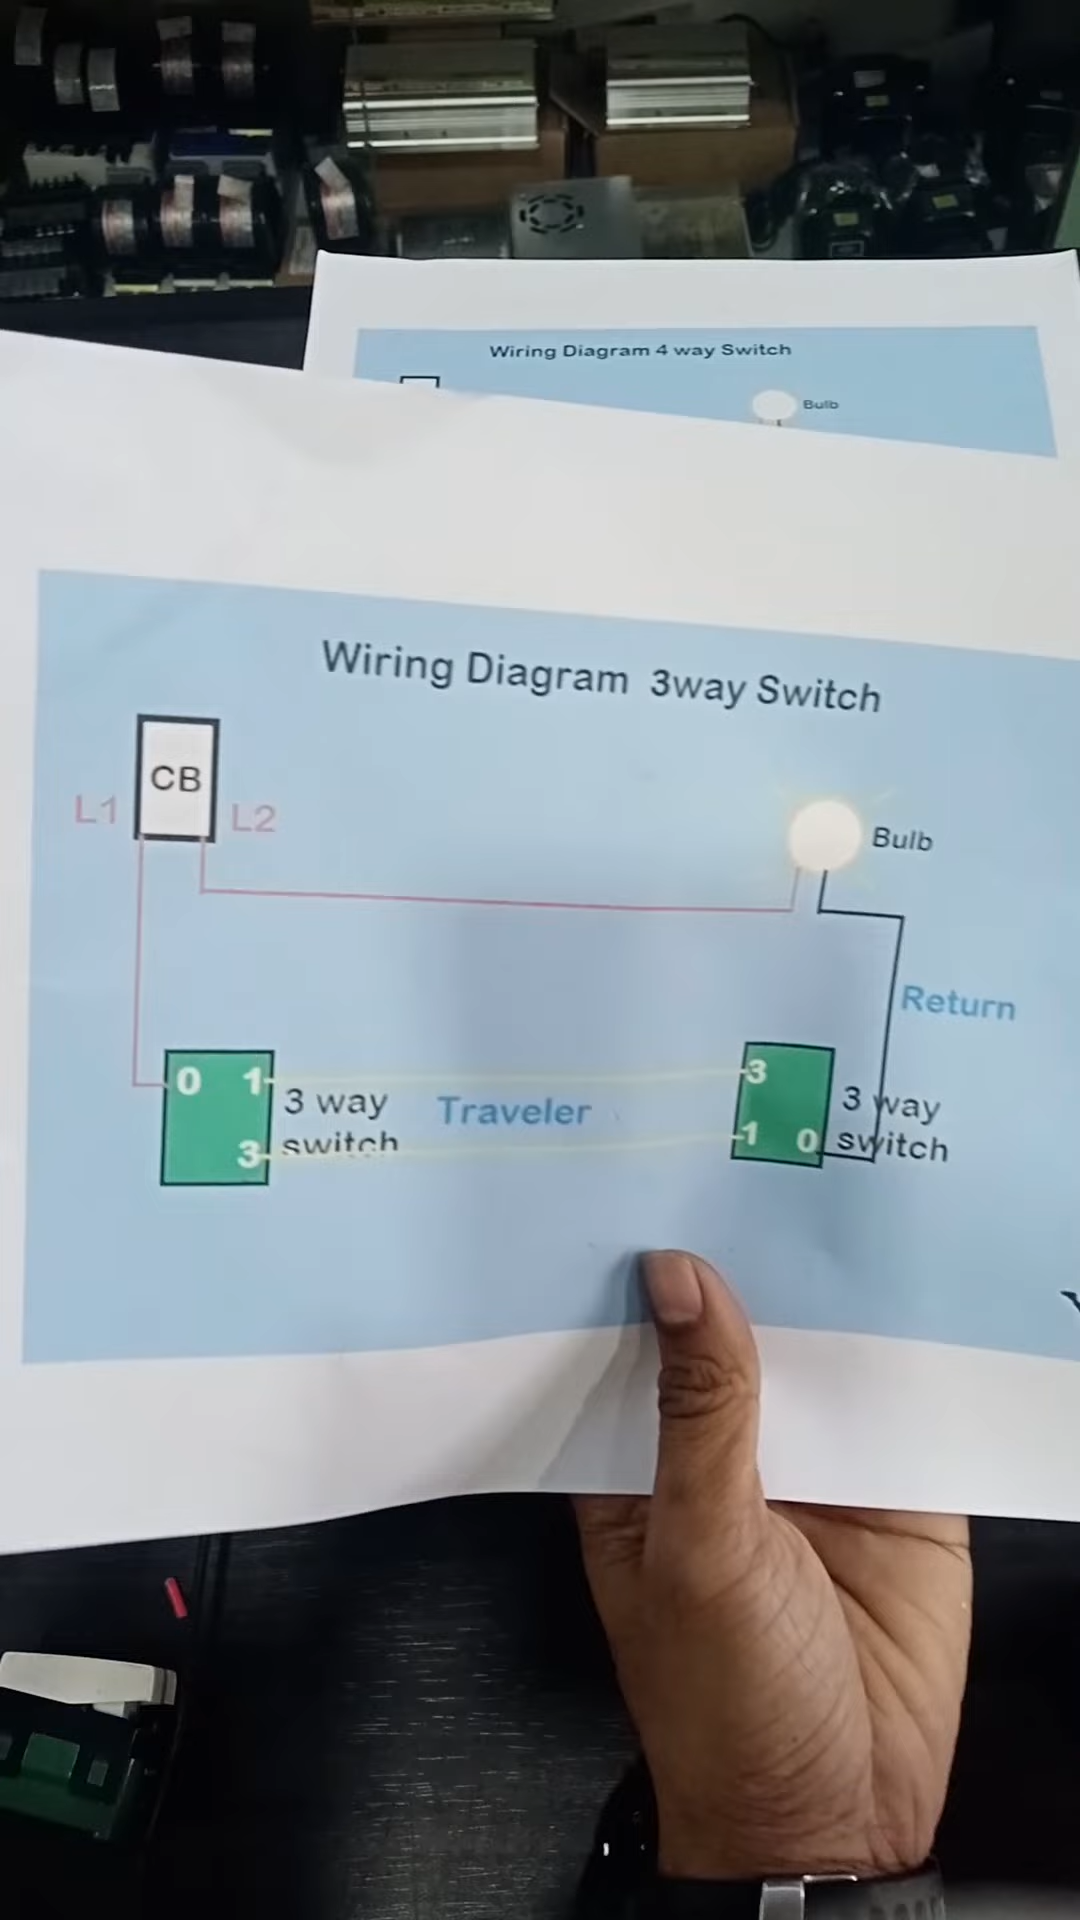 Wiring Diagram 4 way Switch
Bulb
Wiring Diagram 3way Switch
CB
L1
L2
Bulb
Return
0 1
3 way
switch
3
Traveler
3
1 0
3 way
switch